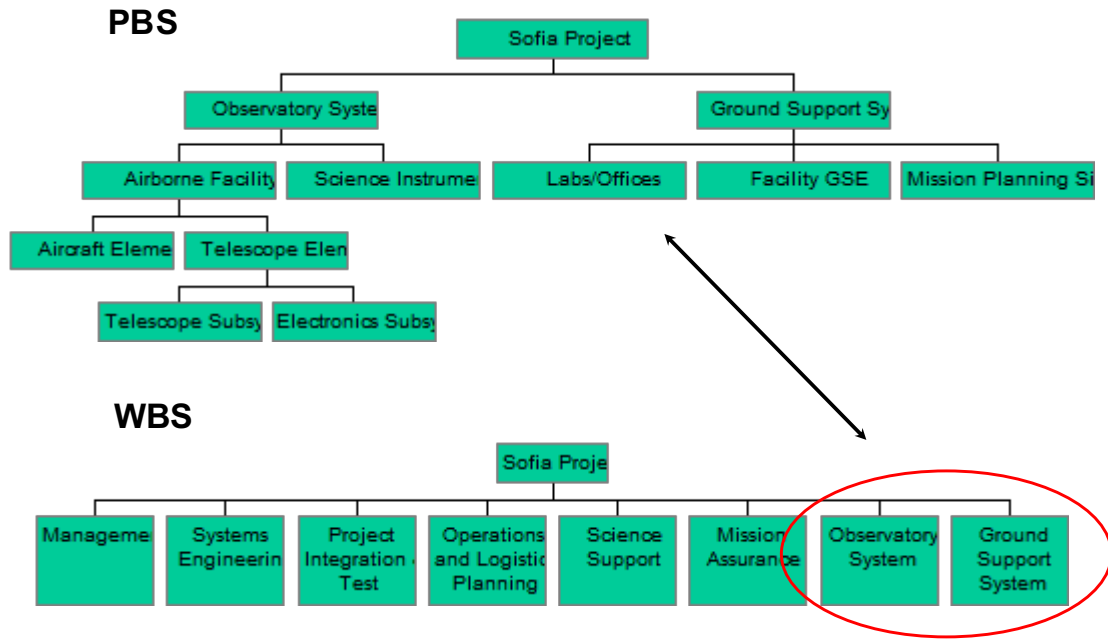 PBS
Sofia Project
Observatory Syste
Ground Support Sy
Airborne Facility
Science Instrume
Labs/Offices
Facility GSE
Mission Planning Si
Aircraft Eleme
Telescope Elen
Telescope Subsy
Electronics Subsy
WBS
Sofia Proje
Manageme
Systems
Engineerin
Project
Integration
Test
Operations
and Logistic
Planning
Science
Support
Mission
Assurance
Observatory
System
Ground
Support
System